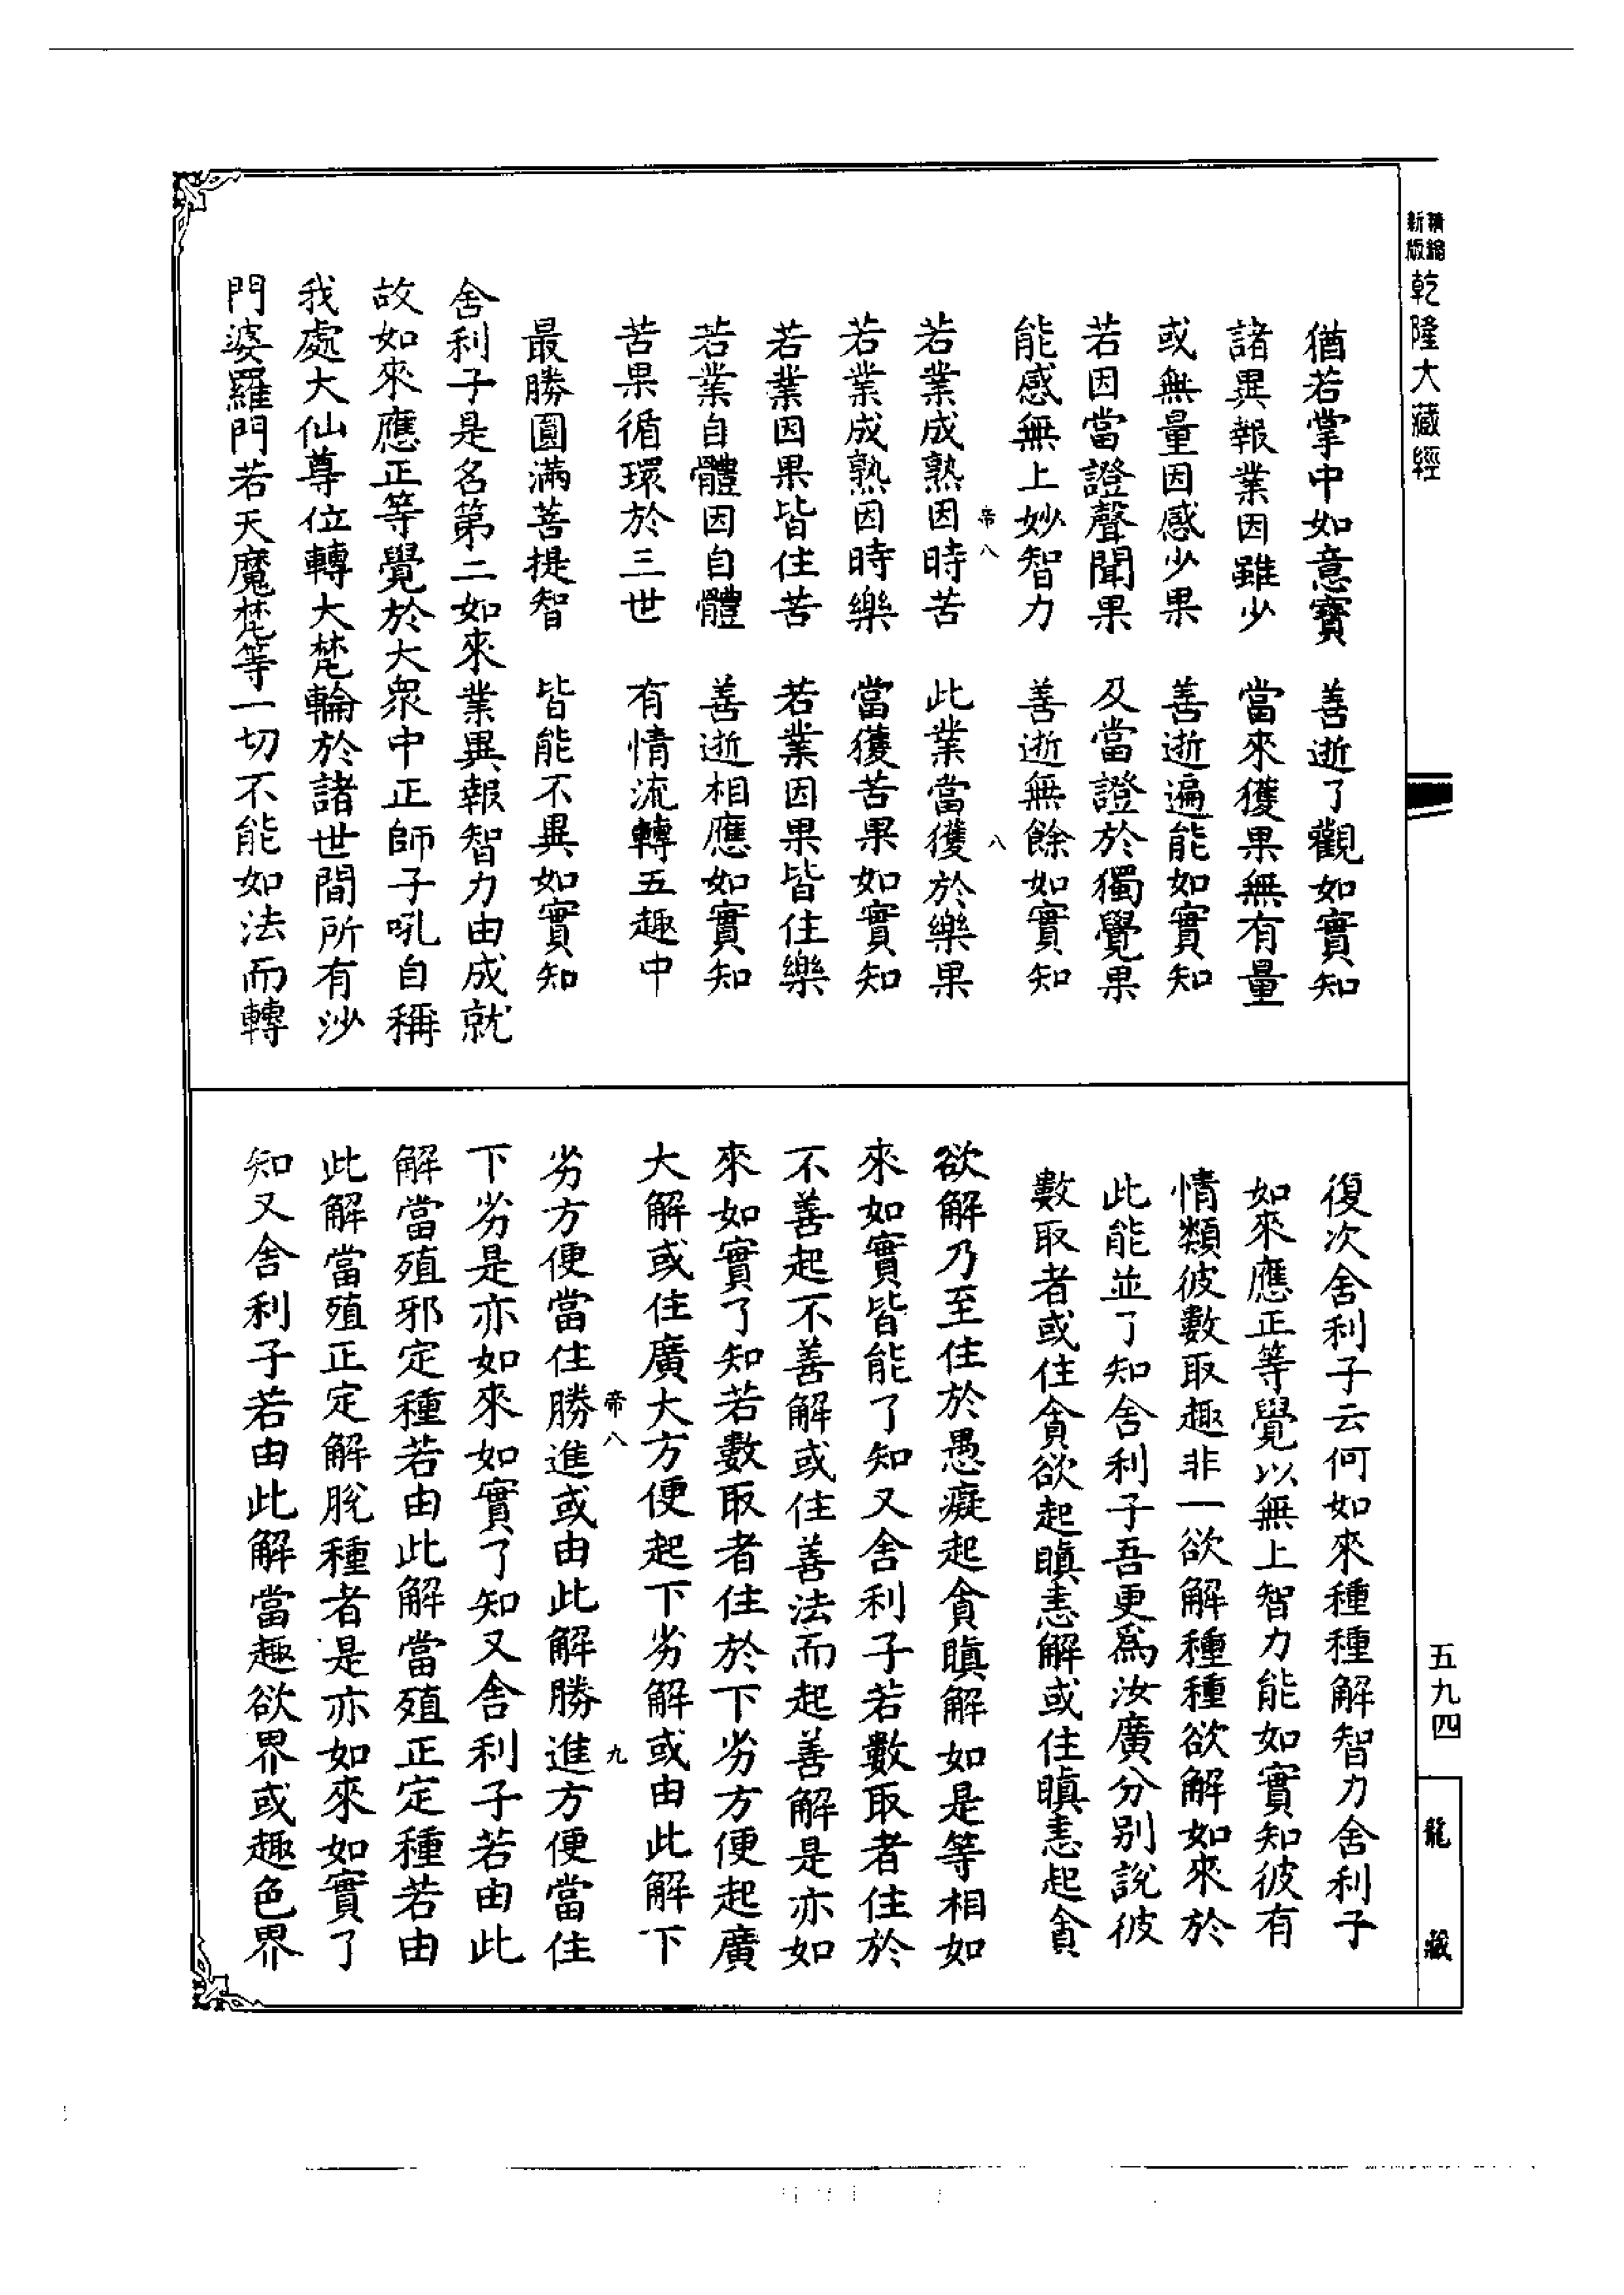 精縮
新版
乾隆大藏經
猶若掌中如意寶　善逝了觀如實知
諸異報業因雖少　當來獲果無有量
或無量因感少果　善逝遍能如實知
若因當證聲聞果　及當證於獨覺果
能感無上妙智力　善逝無餘如實知
帝八　八
若業成熟因時苦　此業當獲於樂果
若業成熟因時樂　當獲苦果如實知
若業因果皆住苦　若業因果皆住樂
若業自體因自體　善逝相應如實知
苦果循環於三世　有情流轉五趣中
最勝圓滿菩提智　皆能不異如實知
舍利子是名第二如來業異報智力由成就
故如來應正等覺於大眾中正師子吼自稱
我處大仙尊位轉大梵輪於諸世間所有沙
門婆羅門若天魔梵等一切不能如法而轉
復次舍利子云何如來種種解智力舍利子
如來應正等覺以無上智力能如實知彼有
情類彼數取趣非一欲解種種欲解如來於
此能並了知舍利子吾更為汝廣分別說彼
數取者或住貪欲起瞋恚解或住瞋恚起貪
欲解乃至住於愚癡起貪瞋解如是等相如
來如實皆能了知又舍利子若數取者住於
不善起不善解或住善法而起善解是亦如
來如實了知若數取者住於下劣方便起廣
大解或住廣大方便起下劣解或由此解下
帝八　九
劣方便當住勝進或由此解勝進方便當住
下劣是亦如來如實了知又舍利子若由此
解當殖邪定種若由此解當殖正定種若由
此解當殖正定解脫種者是亦如來如實了
知又舍利子若由此解當趣欲界或趣色界
五九四
龍藏